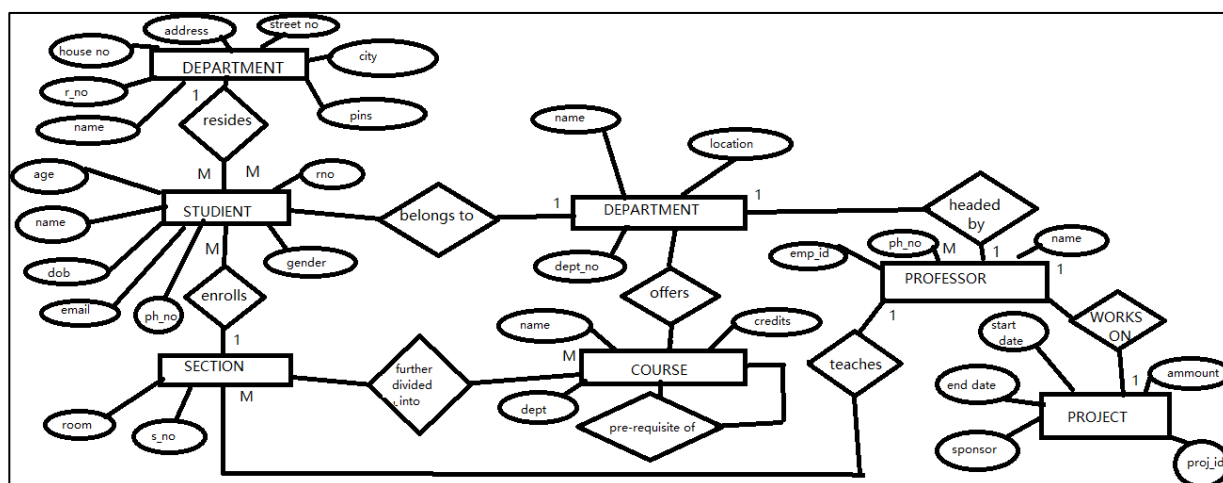 address
street no
house no
DEPARTMENT
city
r_no
1
name
resides
pins
M
M
rno
age
STUDIENT
name
dob
email
ph_no
gender
M
belongs to
1
name
location
DEPARTMENT
dept_no
1
headed
by
1
emp_id
ph_no
M
name
1
PROFESSOR
1
enrolls
1
offers
name
credits
M
COURSE
dept
pre-requisite of
SECTION
M
room
s_no
further
divided
into
teaches
WORKS
ON
start
date
1
ammount
end date
PROJECT
sponsor
proj_id